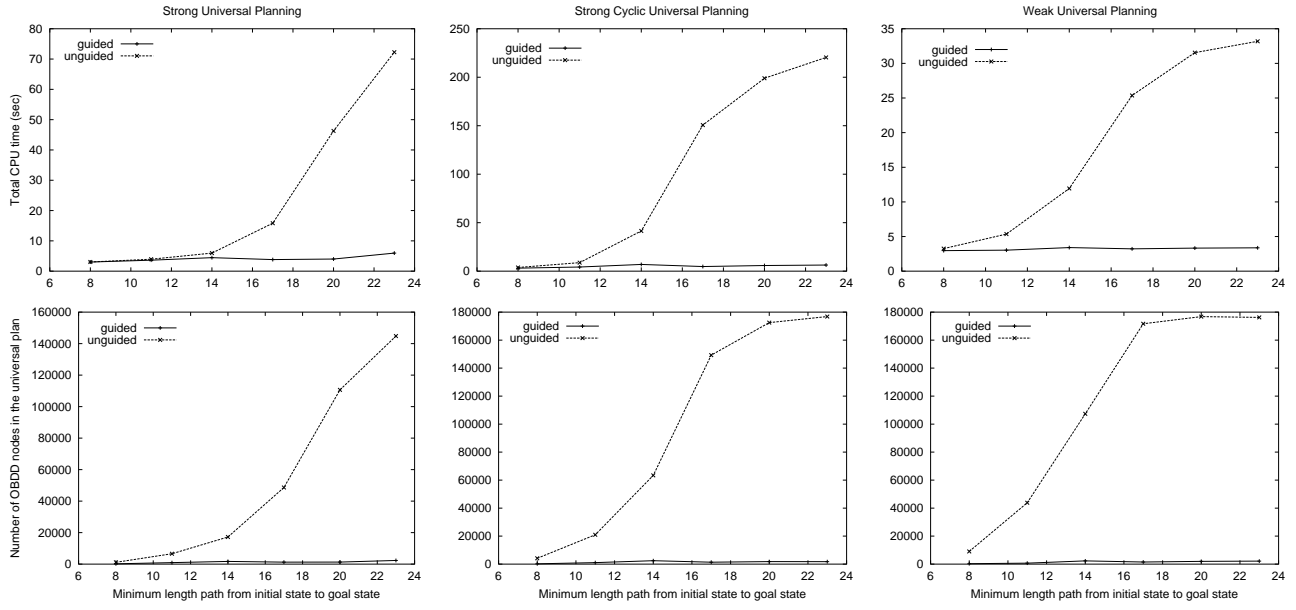 Strong Universal Planning
Total CPU time (sec)
80
70
60
50
40
30
20
10
0
guided
unguided
6 8 10 12 14 16 18 20 22 24
Strong Cyclic Universal Planning
250
200
150
100
50
0
guided
unguided
6 8 10 12 14 16 18 20 22 24
Weak Universal Planning
35
30
25
20
15
10
5
0
guided
unguided
6 8 10 12 14 16 18 20 22 24
Number of OBDD nodes in the universal plan
160000
140000
120000
100000
80000
60000
40000
20000
0
guided
unguided
6 8 10 12 14 16 18 20 22 24
Minimum length path from initial state to goal state
180000
160000
140000
120000
100000
80000
60000
40000
20000
0
guided
unguided
6 8 10 12 14 16 18 20 22 24
Minimum length path from initial state to goal state
180000
160000
140000
120000
100000
80000
60000
40000
20000
0
guided
unguided
6 8 10 12 14 16 18 20 22 24
Minimum length path from initial state to goal state